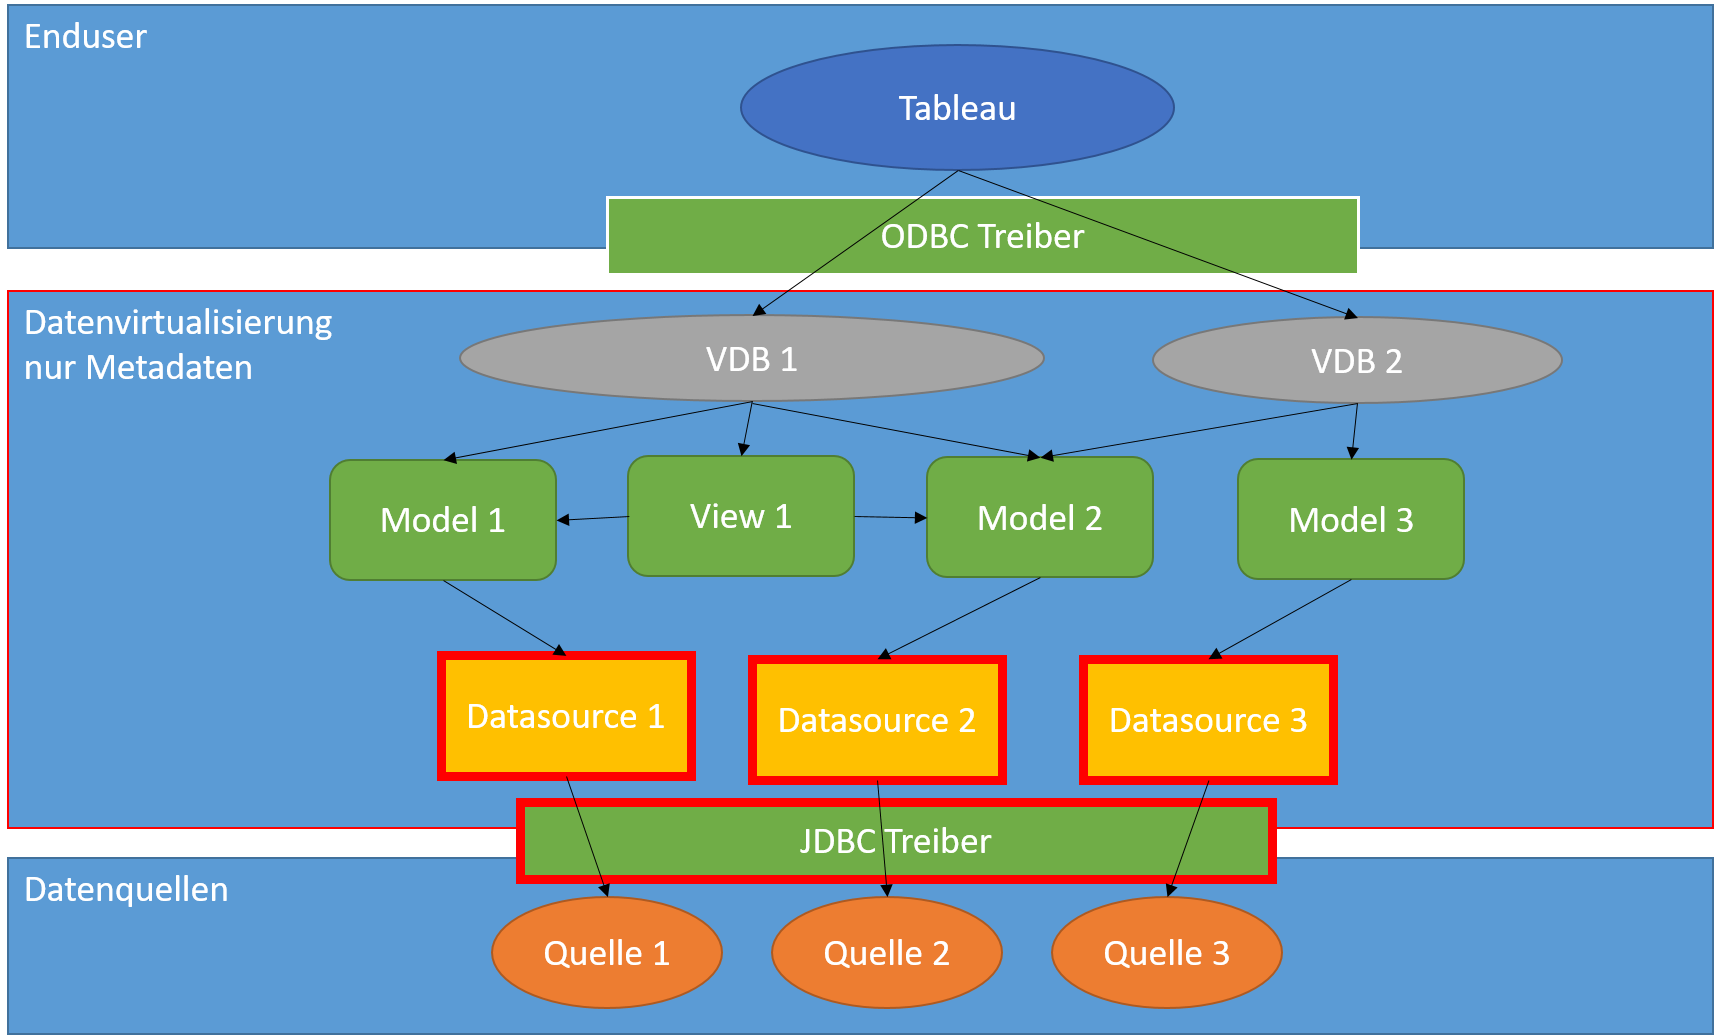 Enduser
Tableau
ODBC Treiber
Datenvirtualisierung
nur Metadaten
VDB 1
VDB 2
Model 1
View 1
Model 2
Model 3
Datasource 1
Datasource 2
Datasource 3
JDBC Treiber
Datenquellen
Quelle 1
Quelle 2
Quelle 3